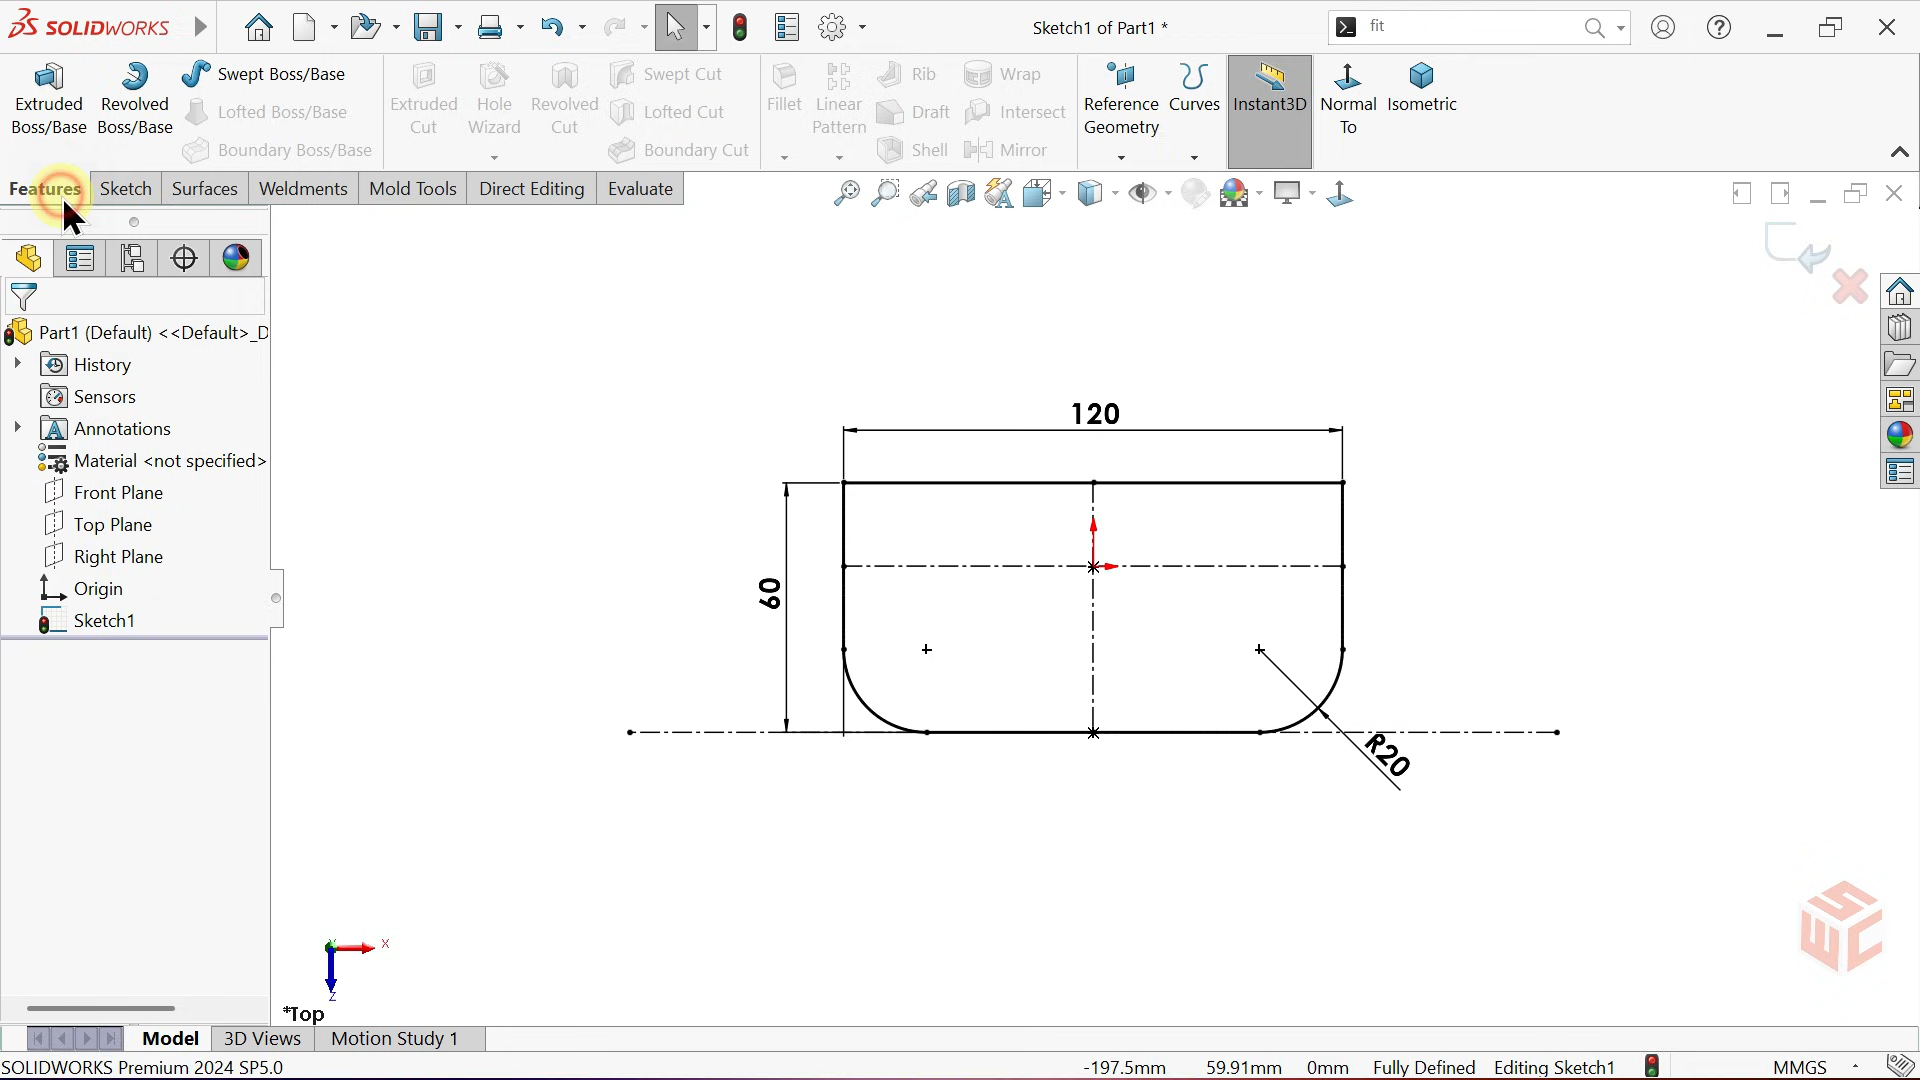 SOLIDWORKS
Sketch1 of Part1 *
fit
Extruded Boss/Base
Revolved Boss/Base
Swept Boss/Base
Lofted Boss/Base
Boundary Boss/Base
Extruded Cut
Hole Wizard
Revolved Cut
Swept Cut
Lofted Cut
Boundary Cut
Fillet
Linear Pattern
Rib
Draft
Shell
Wrap
Intersect
Mirror
Reference Geometry
Curves
Instant3D
Normal To
Isometric
Features
Sketch
Surfaces
Weldments
Mold Tools
Direct Editing
Evaluate
Part1 (Default) <<Default>_D
History
Sensors
Annotations
Material <not specified>
Front Plane
Top Plane
Right Plane
Origin
Sketch1
120
60
R20
Y
X
Z
*Top
SWC
Model
3D Views
Motion Study 1
SOLIDWORKS Premium 2024 SP5.0
-197.5mm
59.91mm
0mm
Fully Defined
Editing Sketch1
MMGS